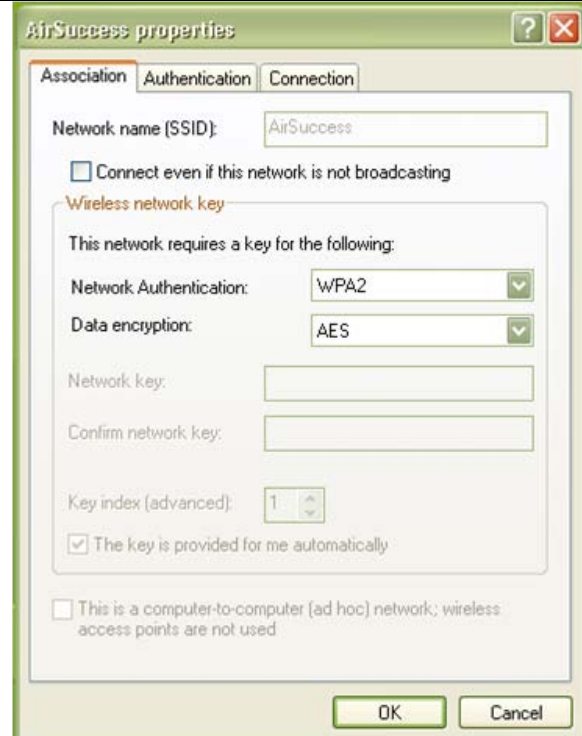 AirSuccess properties
Association Authentication Connection
Network name (SSID): AirSuccess
Connect even if this network is not broadcasting
Wireless network key
This network requires a key for the following:
Network Authentication: WPA2
Data encryption: AES
Network key:
Confirm network key:
Key index (advanced): 1
The key is provided for me automatically
This is a computer-to-computer (ad hoc) network; wireless
access points are not used
OK Cancel